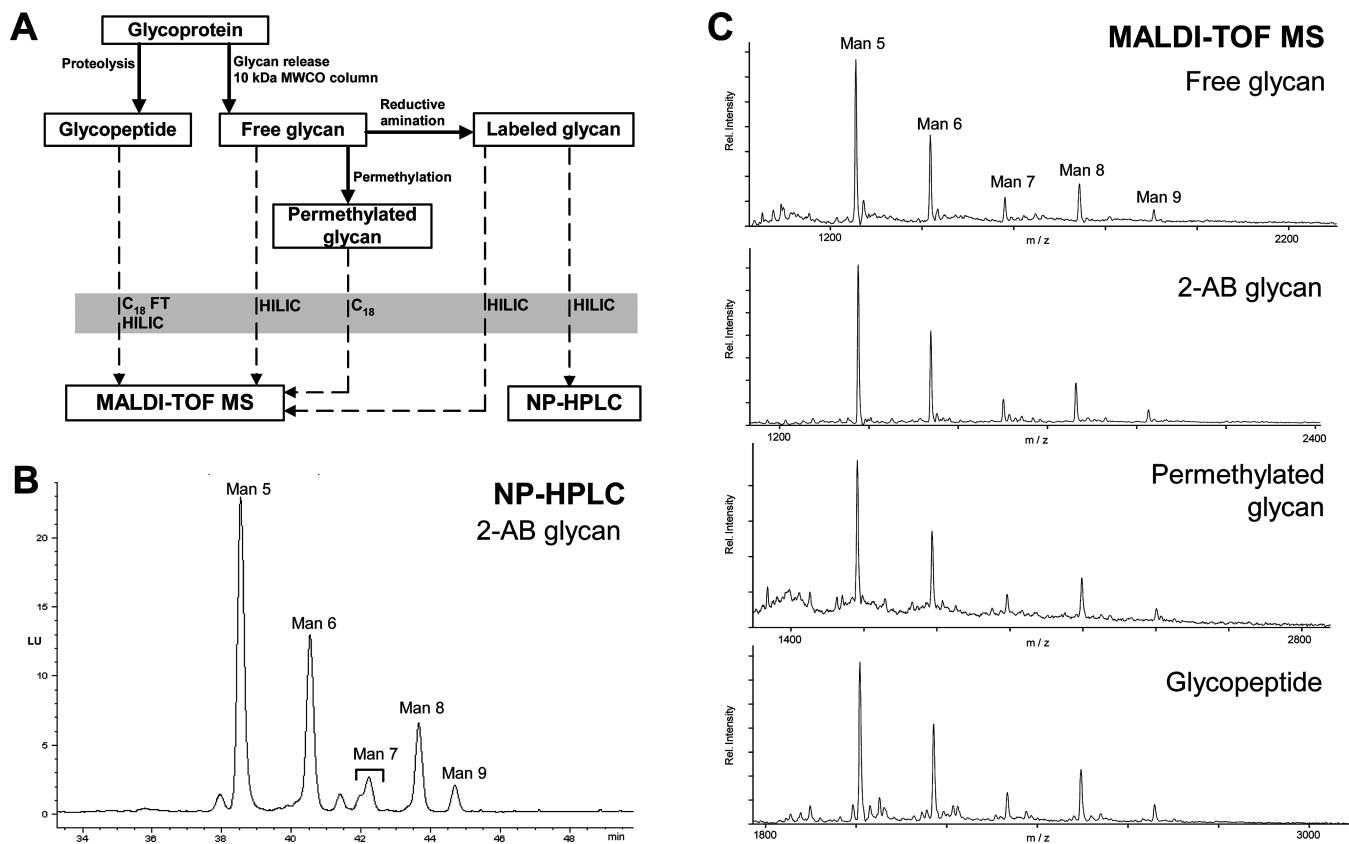 A
Glycoprotein
Proteolysis
Glycan release
10 kDa MWCO column
Glycopeptide
Free glycan
Reductive
amination
Labeled glycan
Permethylation
Permethylated
glycan
C18 FT
HILIC
HILIC
C18
HILIC
HILIC
MALDI-TOF MS
NP-HPLC
B
NP-HPLC
2-AB glycan
Man 5
Man 6
Man 7
Man 8
Man 9
LU
20
15
10
5
0
34
36
38
40
42
44
46
48
min
C
MALDI-TOF MS
Free glycan
Man 5
Man 6
Man 7
Man 8
Man 9
Rel. Intensity
1200
m / z
2200
2-AB glycan
Rel. Intensity
1200
m / z
2400
Permethylated
glycan
Rel. Intensity
1400
m / z
2800
Glycopeptide
Rel. Intensity
1800
m / z
3000